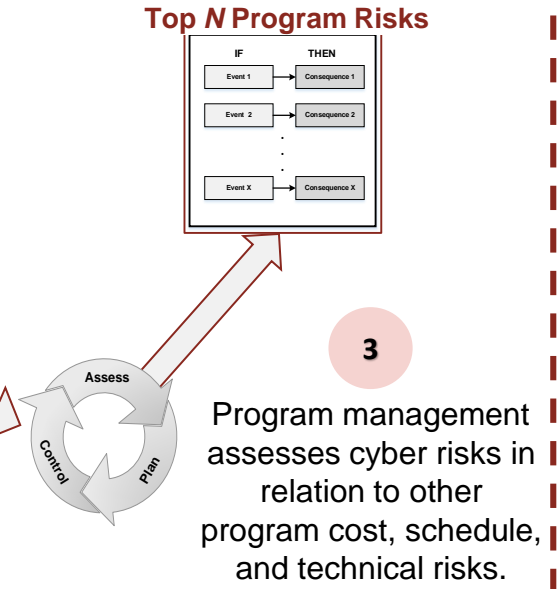 Top N Program Risks
IF THEN
Event 1 Consequence 1
Event 2 Consequence 2
.
.
.
Event X Consequence X
Assess
Plan
Control
3
Program management
assesses cyber risks in
relation to other
program cost, schedule,
and technical risks.